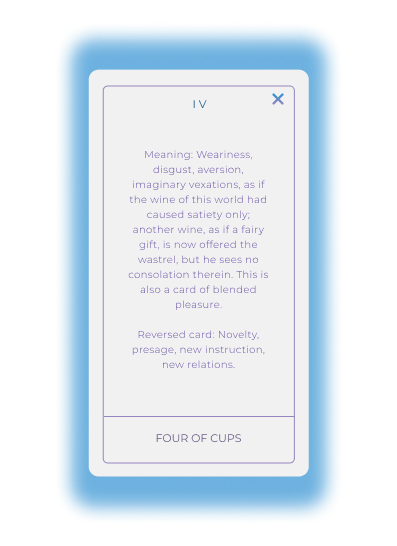 IV
Meaning: Weariness,
disgust, aversion,
imaginary vexations, as if
the wine of this world had
caused satiety only;
another wine, as if a fairy
gift, is now offered the
wastrel, but he sees no
consolation therein. This is
also a card of blended
pleasure.
Reversed card: Novelty,
presage, new instruction,
new relations.
FOUR OF CUPS